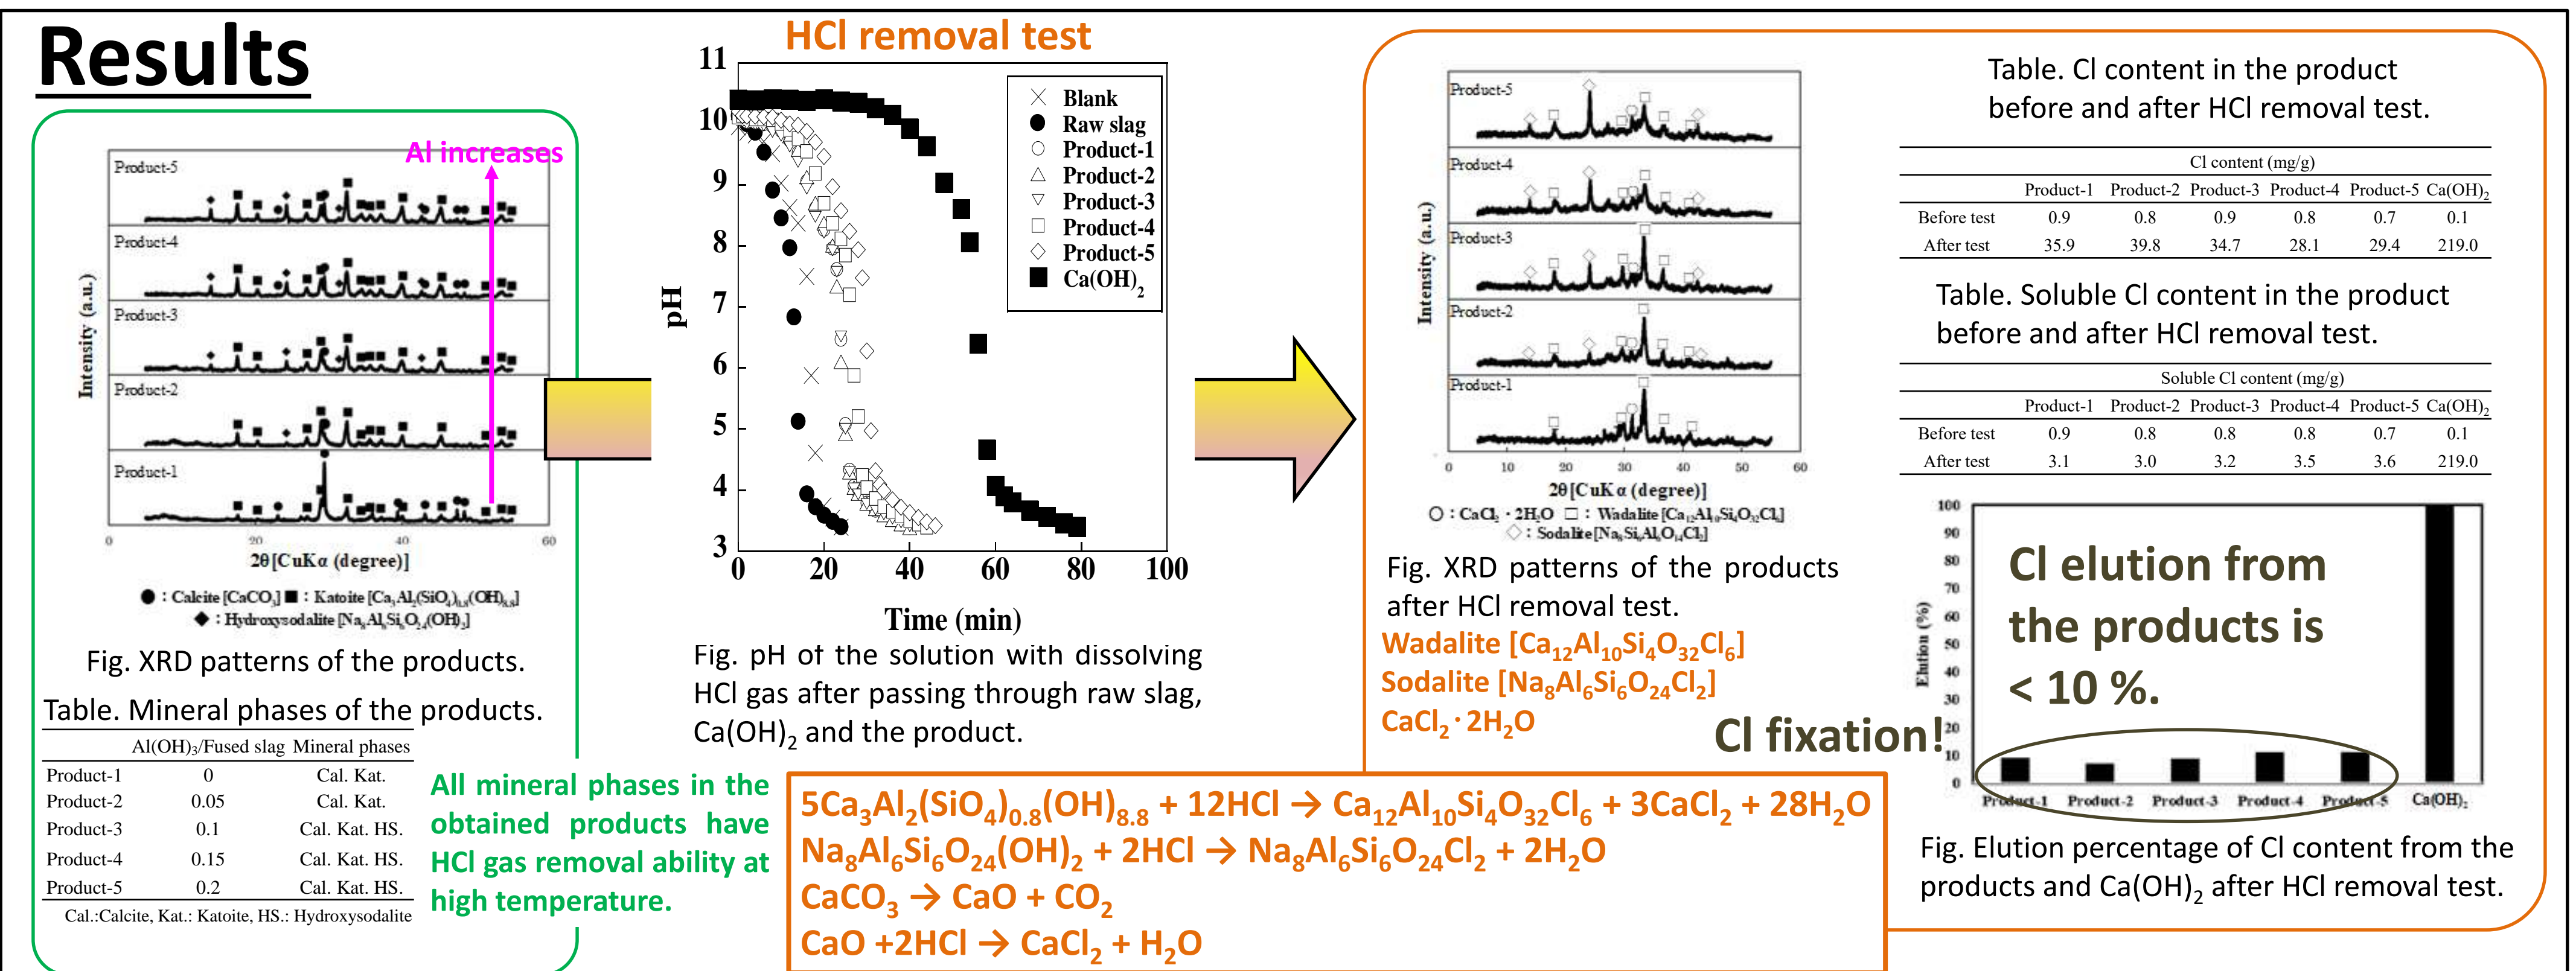 Results
Al increases
Product-5
Product-4
Product-3
Product-2
Product-1
Intensity (a.u.)
0 20 40 60
2θ[CuKα (degree)]
● : Calcite [CaCO3] ■ : Katoite [Ca3Al2(SiO4)0.8(OH)8.8]
◆ : Hydroxysodalite [Na8Al6Si6O24(OH)2]
Fig. XRD patterns of the products.
Table. Mineral phases of the products.
Al(OH)3/Fused slag Mineral phases
Product-1 0 Cal. Kat.
Product-2 0.05 Cal. Kat.
Product-3 0.1 Cal. Kat. HS.
Product-4 0.15 Cal. Kat. HS.
Product-5 0.2 Cal. Kat. HS.
Cal.:Calcite, Kat.: Katoite, HS.: Hydroxysodalite
All mineral phases in the
obtained products have
HCl gas removal ability at
high temperature.
HCl removal test
11
10
9
8
7
6
5
4
3
pH
0 20 40 60 80 100
Time (min)
Blank
Raw slag
Product-1
Product-2
Product-3
Product-4
Product-5
Ca(OH)2
Fig. pH of the solution with dissolving
HCl gas after passing through raw slag,
Ca(OH)2 and the product.
5Ca3Al2(SiO4)0.8(OH)8.8 + 12HCl → Ca12Al10Si4O32Cl6 + 3CaCl2 + 28H2O
Na8Al6Si6O24(OH)2 + 2HCl → Na8Al6Si6O24Cl2 + 2H2O
CaCO3 → CaO + CO2
CaO +2HCl → CaCl2 + H2O
Product-5
Product-4
Product-3
Product-2
Product-1
Intensity (a.u.)
0 10 20 30 40 50 60
2θ[CuKα (degree)]
○ : CaCl2・2H2O □ : Wadalite [Ca12Al10Si4O32Cl6]
◇ : Sodalite [Na8Si6Al6O24Cl2]
Fig. XRD patterns of the products
after HCl removal test.
Wadalite [Ca12Al10Si4O32Cl6]
Sodalite [Na8Al6Si6O24Cl2]
CaCl2・2H2O
Cl fixation!
Table. Cl content in the product
before and after HCl removal test.
Cl content (mg/g)
Product-1 Product-2 Product-3 Product-4 Product-5 Ca(OH)2
Before test 0.9 0.8 0.9 0.8 0.7 0.1
After test 35.9 39.8 34.7 28.1 29.4 219.0
Table. Soluble Cl content in the product
before and after HCl removal test.
Soluble Cl content (mg/g)
Product-1 Product-2 Product-3 Product-4 Product-5 Ca(OH)2
Before test 0.9 0.8 0.8 0.8 0.7 0.1
After test 3.1 3.0 3.2 3.5 3.6 219.0
100
90
80
70
60
50
40
30
20
10
0
Elution (%)
Cl elution from
the products is
< 10 %.
Product-1 Product-2 Product-3 Product-4 Product-5 Ca(OH)2
Fig. Elution percentage of Cl content from the
products and Ca(OH)2 after HCl removal test.